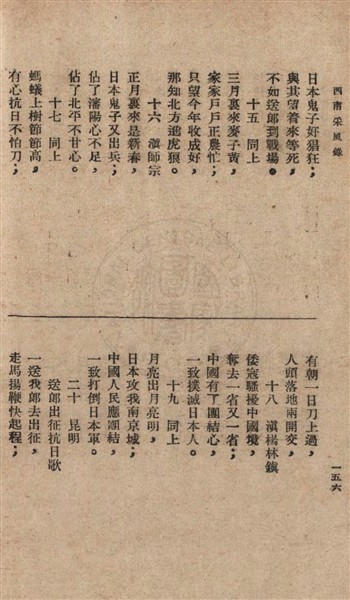 西南采風錄
日本鬼子好猖狂；
與其望着來等死，
不如送郎到戰場。
十五　同上
三月裏來麥子黃，
家家戶戶正農忙；
只望今年收成好，
那知北方進虎狼。
十六　滇師宗
正月裏來是新春，
日本鬼子又出兵；
佔了瀋陽心不足，
佔了北平不甘心。
十七　同上
螞蟻上樹節節高，
有心抗日不怕刀；
有朝一日刀上過，
人頭落地兩開交，
十八　滇楊林鎮
倭寇騷擾中國境，
奪去一省又一省；
中國有了團結心，
一致撲滅日本人。
十九　同上
月亮出月亮明，
日本攻我南京城；
中國人民應團結，
一致打倒日本軍。
二十　昆明
送郎出征抗日歌
一送我郎去出征，
走馬揚鞭快起程；
一五六